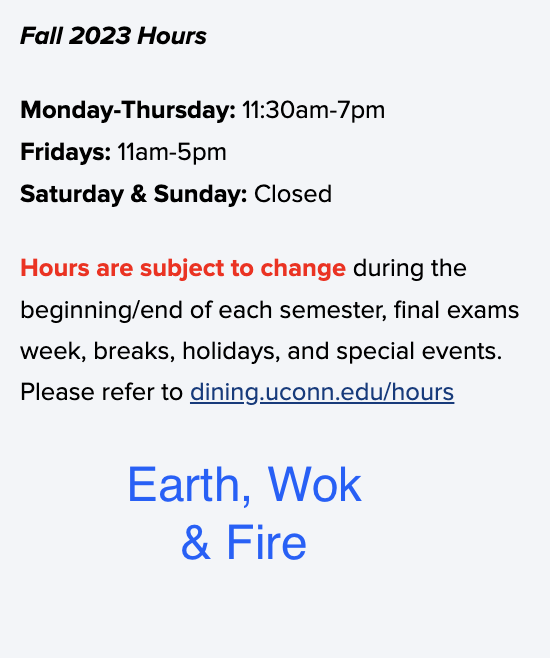 Fall 2023 Hours
Monday-Thursday: 11:30am-7pm
Fridays: 11am-5pm
Saturday & Sunday: Closed
Hours are subject to change during the
beginning/end of each semester, final exams
week, breaks, holidays, and special events.
Please refer to dining.uconn.edu/hours
Earth, Wok
& Fire